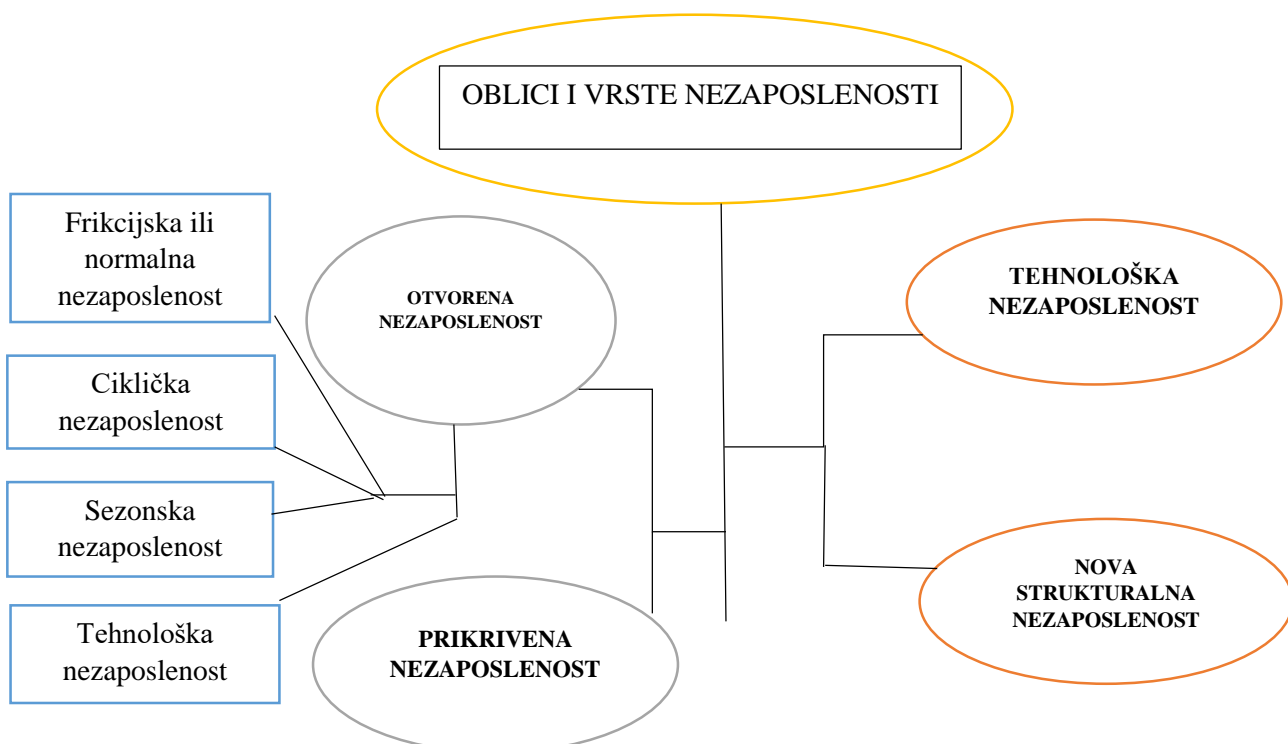 OBLICI I VRSTE NEZAPOSLENOSTI
Frikcijska ili
normalna
nezaposlenost
Ciklička
nezaposlenost
Sezonska
nezaposlenost
Tehnološka
nezaposlenost
OTVORENA
NEZAPOSLENOST
PRIKRIVENA
NEZAPOSLENOST
TEHNOLOŠKA
NEZAPOSLENOST
NOVA
STRUKTURALNA
NEZAPOSLENOST